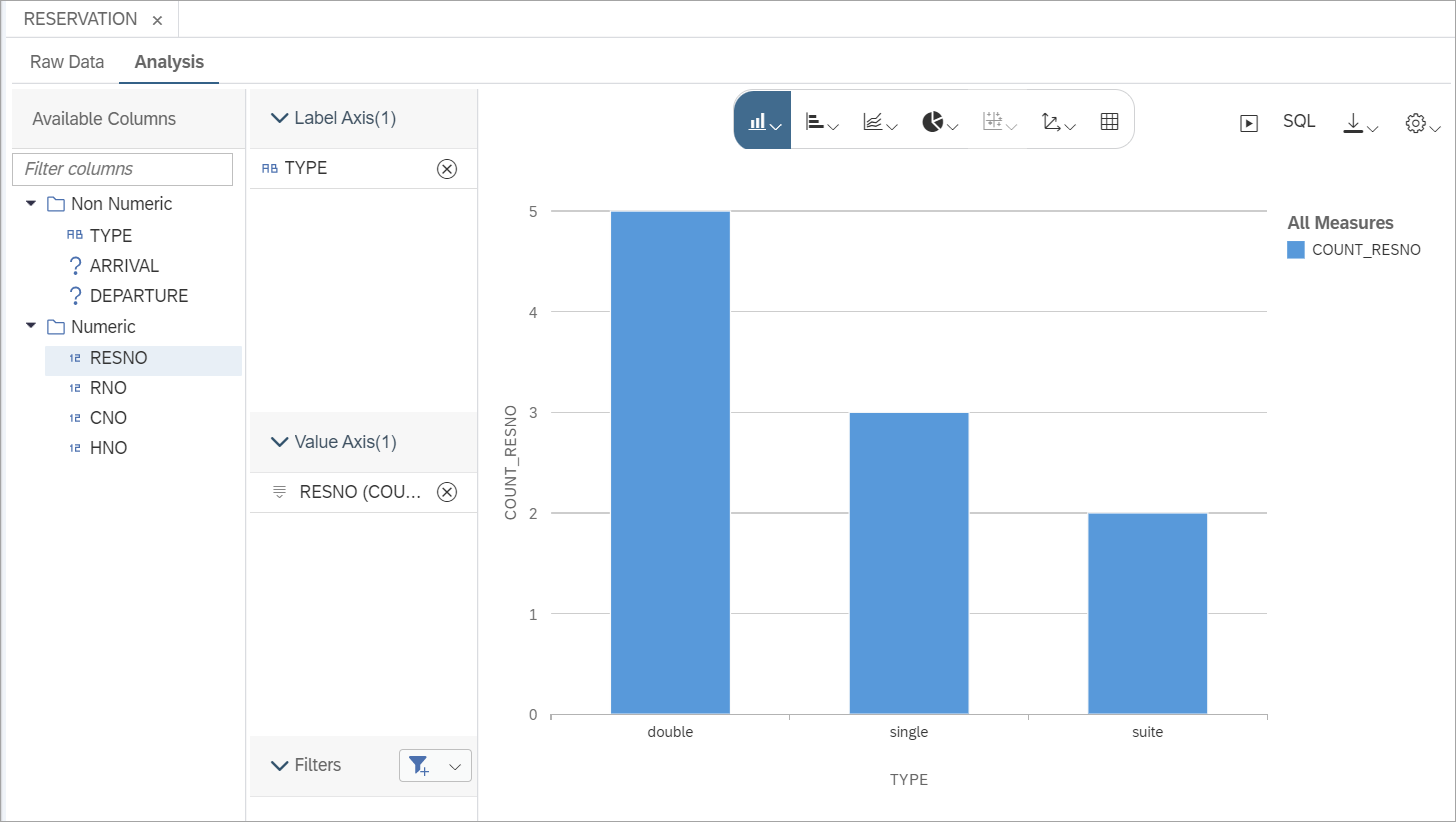 RESERVATION
Raw Data Analysis
Available Columns
Filter columns
Non Numeric
AB TYPE
? ARRIVAL
? DEPARTURE
Numeric
12 RESNO
12 RNO
12 CNO
12 HNO
Label Axis(1)
AB TYPE
Value Axis(1)
RESNO (COU...
Filters
SQL
5
4
3
2
1
0
COUNT_RESNO
double single suite
TYPE
All Measures
COUNT_RESNO